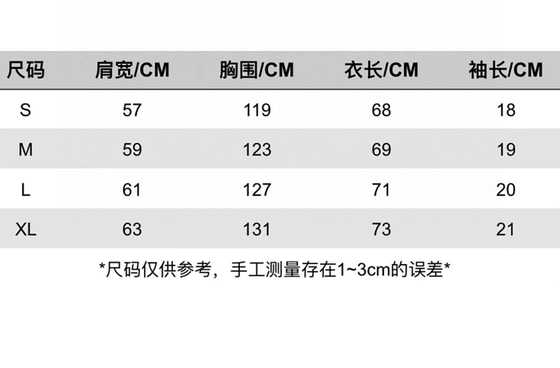 尺码 肩宽/CM 胸围/CM 衣长/CM 袖长/CM
S 57 119 68 18
M 59 123 69 19
L 61 127 71 20
XL 63 131 73 21
*尺码仅供参考，手工测量存在1~3cm的误差*